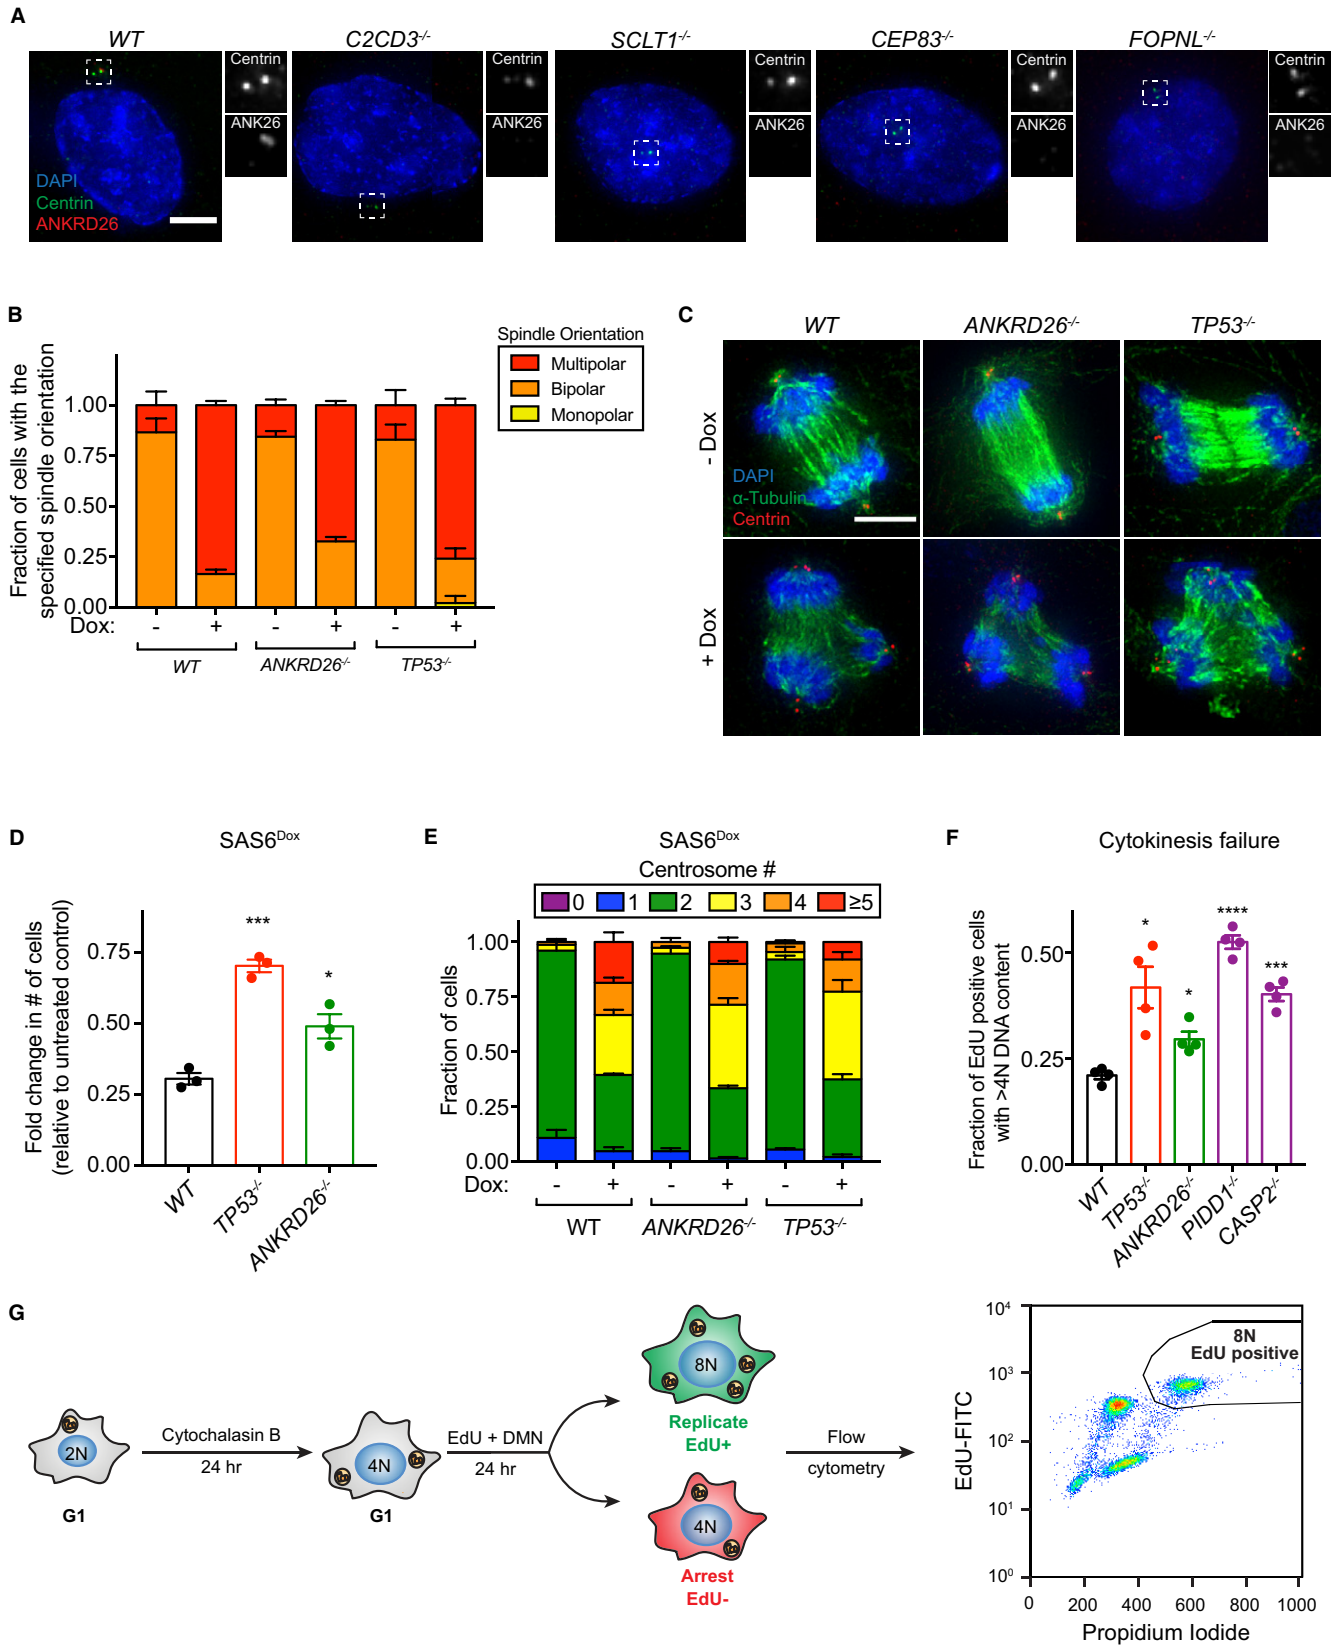 A
WT
C2CD3-/-
SCLT1-/-
CEP83-/-
FOPNL-/-
Centrin
ANK26
Centrin
ANK26
Centrin
ANK26
Centrin
ANK26
Centrin
ANK26
DAPI
Centrin
ANKRD26
B
Fraction of cells with the
specified spindle orientation
1.00
0.75
0.50
0.25
0.00
Spindle Orientation
Multipolar
Bipolar
Monopolar
Dox:
- + - + - +
WT
ANKRD26-/-
TP53-/-
C
WT
ANKRD26-/-
TP53-/-
- Dox
+ Dox
DAPI
α-Tubulin
Centrin
D
SAS6Dox
Fold change in # of cells
(relative to untreated control)
0.75
0.50
0.25
0.00
***
*
WT
TP53-/-
ANKRD26-/-
E
SAS6Dox
Centrosome #
0 1 2 3 4 ≥5
Fraction of cells
1.00
0.75
0.50
0.25
0.00
Dox:
- + - + - +
WT
ANKRD26-/-
TP53-/-
F
Cytokinesis failure
Fraction of EdU positive cells
with >4N DNA content
0.50
0.25
0.00
*
*
****
***
WT
TP53-/-
ANKRD26-/-
PIDD1-/-
CASP2-/-
G
2N
G1
Cytochalasin B
24 hr
4N
G1
EdU + DMN
24 hr
8N
Replicate
EdU+
4N
Arrest
EdU-
Flow
cytometry
EdU-FITC
10⁴
10³
10²
10¹
10⁰
8N
EdU positive
0 200 400 600 800 1000
Propidium Iodide